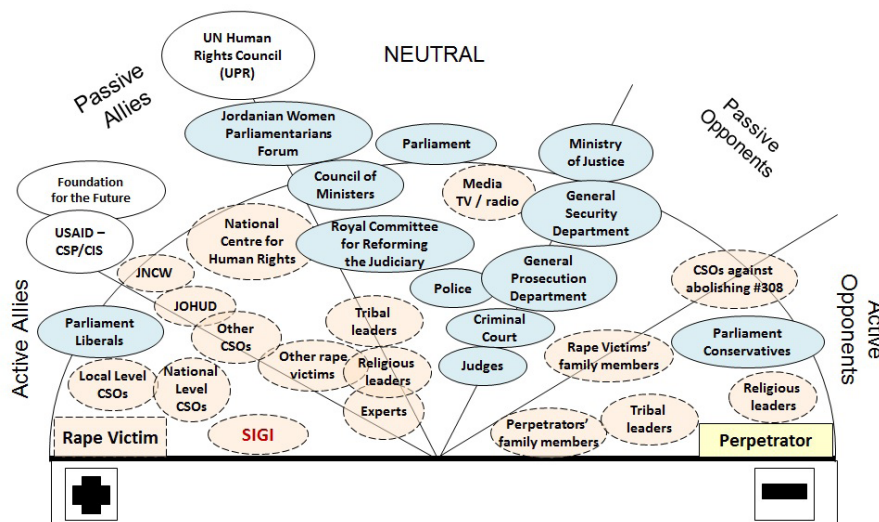 UN Human
Rights Council
(UPR)
NEUTRAL
Passive
Allies
Passive
Opponents
Jordanian Women
Parliamentarians
Forum
Parliament
Ministry
of Justice
Foundation
for the Future
Council of
Ministers
Media
TV / radio
General
Security
Department
USAID –
CSP/CIS
National
Centre for
Human Rights
Royal Committee
for Reforming
the Judiciary
JNCW
General
Prosecution
Department
CSOs against
abolishing #308
Police
JOHUD
Active Allies
Active
Opponents
Parliament
Liberals
Other
CSOs
Tribal
leaders
Criminal
Court
Parliament
Conservatives
Other rape
victims
Religious
leaders
Judges
Rape Victims'
family members
Local Level
CSOs
National
Level
CSOs
Religious
leaders
Experts
Rape Victim
SIGI
Perpetrators'
family members
Tribal
leaders
Perpetrator